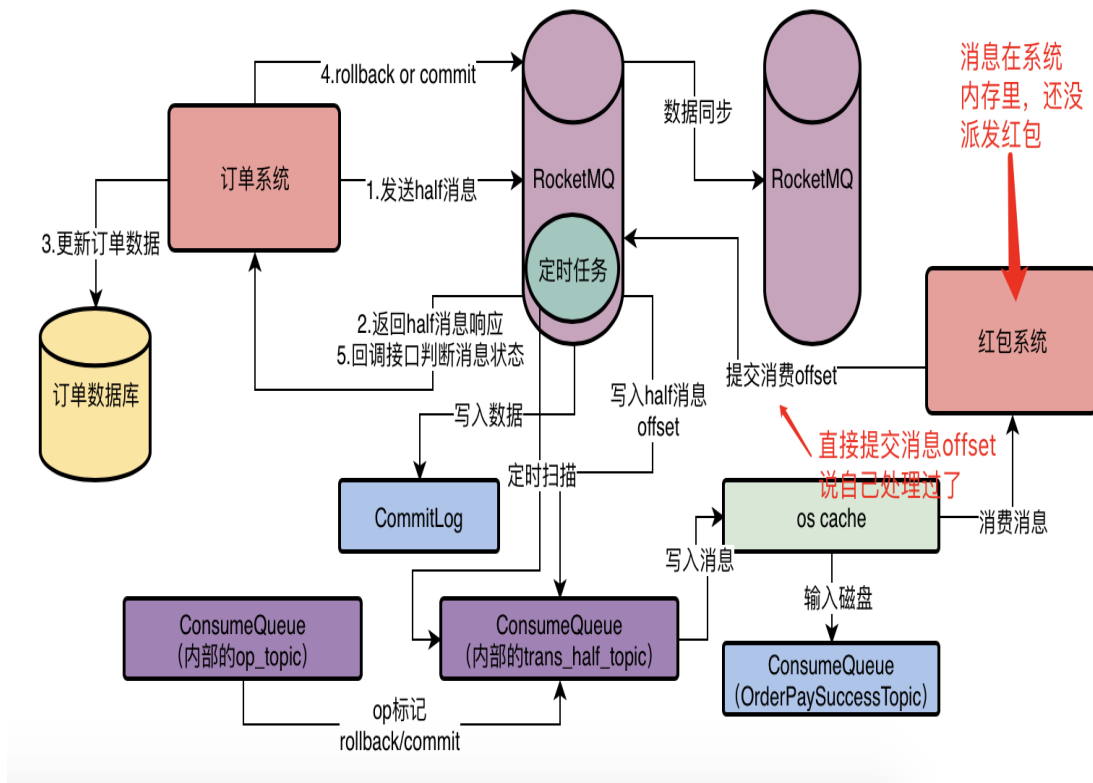 消息在系统
内存里，还没
派发红包
4.rollback or commit
数据同步
订单系统
1.发送half消息
RocketMQ
RocketMQ
3.更新订单数据
定时任务
2.返回half消息响应
5.回调接口判断消息状态
红包系统
订单数据库
提交消费offset
写入half消息
offset
写入数据
直接提交消息offset
说自己处理过了
定时扫描
CommitLog
os cache
消费消息
写入消息
输入磁盘
ConsumeQueue
（内部的op_topic）
ConsumeQueue
（内部的trans_half_topic）
ConsumeQueue
（OrderPaySuccessTopic）
op标记
rollback/commit